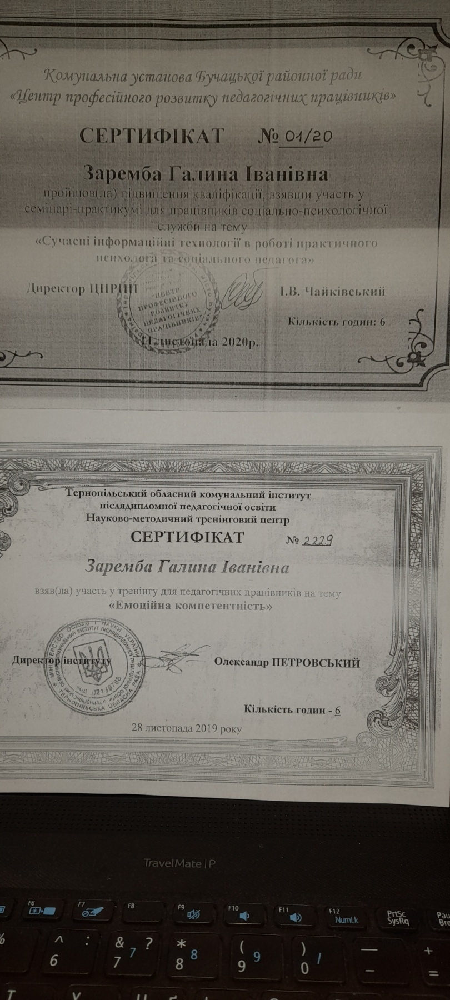 Комунальна установа Бучацької районної ради
«Центр професійного розвитку педагогічних працівників»
СЕРТИФІКАТ № 01/20
Заремба Галина Іванівна
пройшов(ла) підвищення кваліфікації, взявши участь у
семінарі-практикумі для працівників соціально-психологічної
служби на тему
«Сучасні інформаційні технології в роботі практичного
психолога та соціального педагога»
Директор ЦПРПП І.В. Чайківський
"ЦЕНТР
ПРОФЕСІЙНОГО
РОЗВИТКУ
ПЕДАГОГІЧНИХ
ПРАЦІВНИКІВ"
Кількість годин: 6
11 листопада 2020р.
Тернопільський обласний комунальний інститут
післядипломної педагогічної освіти
Науково-методичний тренінговий центр
СЕРТИФІКАТ № 2229
Заремба Галина Іванівна
взяв(ла) участь у тренінгу для педагогічних працівників на тему
«Емоційна компетентність»
МІНІСТЕРСТВО ОСВІТИ І НАУКИ УКРАЇНИ
ТЕРНОПІЛЬСЬКА ОБЛАСНА РАДА
Директор інституту Олександр ПЕТРОВСЬКИЙ
02139788
Кількість годин - 6
28 листопада 2019 року
TravelMate | P
F6 F7 F8 F9 F10 F11 F12 NumLk PrtSc SysRq Pau Bre
% ^ : 6 & 7 7 ? * 8 8 ( 9 9 ) 0 / — - + =